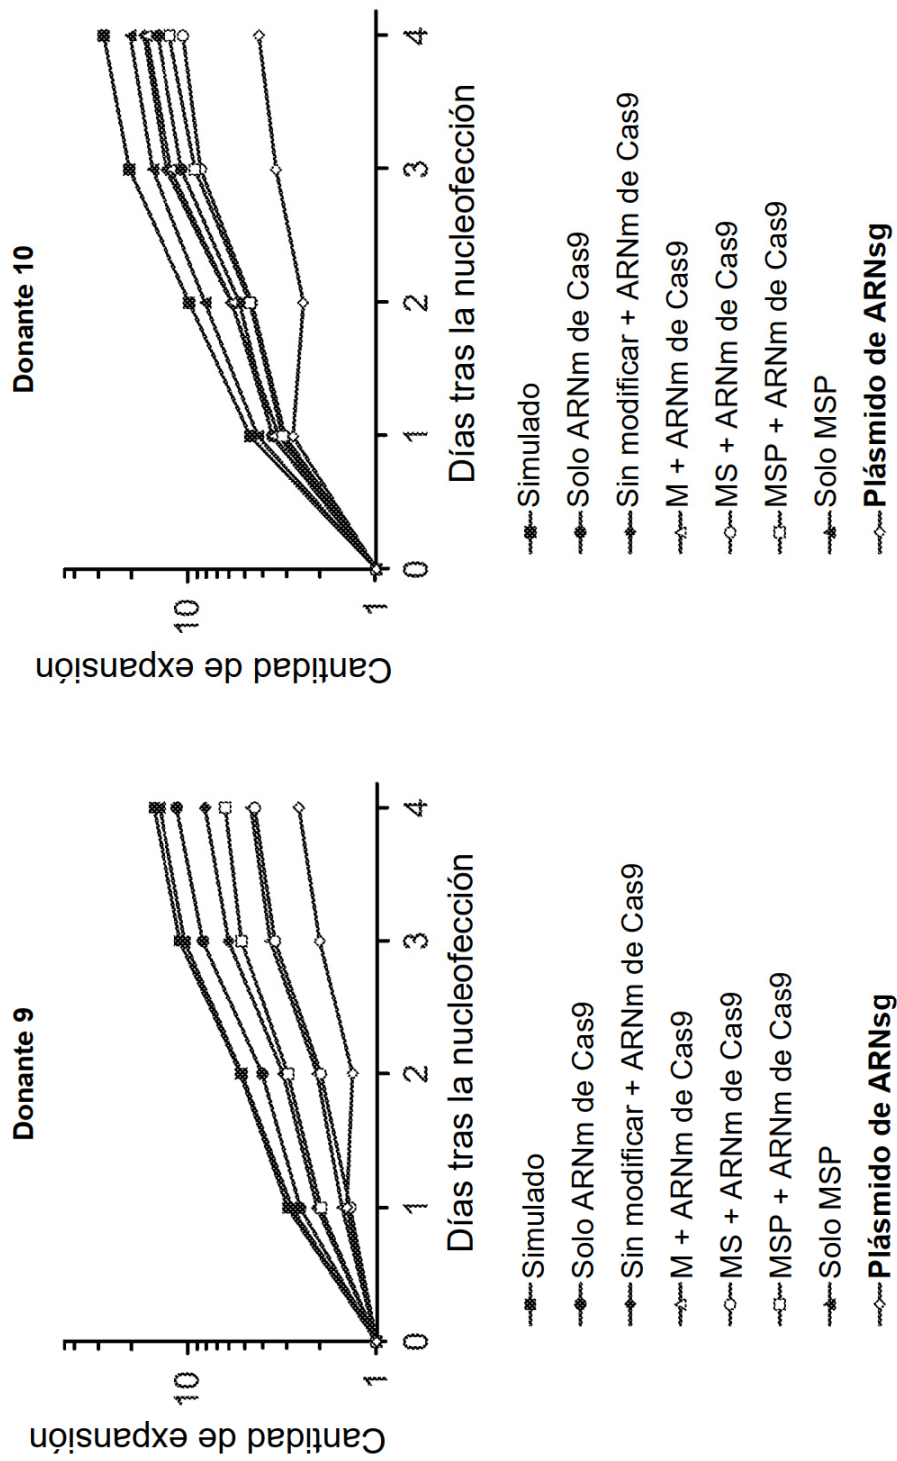 Donante 9
Cantidad de expansión
10
1
0
1
2
3
4
Días tras la nucleofección
Simulado
Solo ARNm de Cas9
Sin modificar + ARNm de Cas9
M + ARNm de Cas9
MS + ARNm de Cas9
MSP + ARNm de Cas9
Solo MSP
Plásmido de ARNsg
Donante 10
Cantidad de expansión
10
1
0
1
2
3
4
Días tras la nucleofección
Simulado
Solo ARNm de Cas9
Sin modificar + ARNm de Cas9
M + ARNm de Cas9
MS + ARNm de Cas9
MSP + ARNm de Cas9
Solo MSP
Plásmido de ARNsg